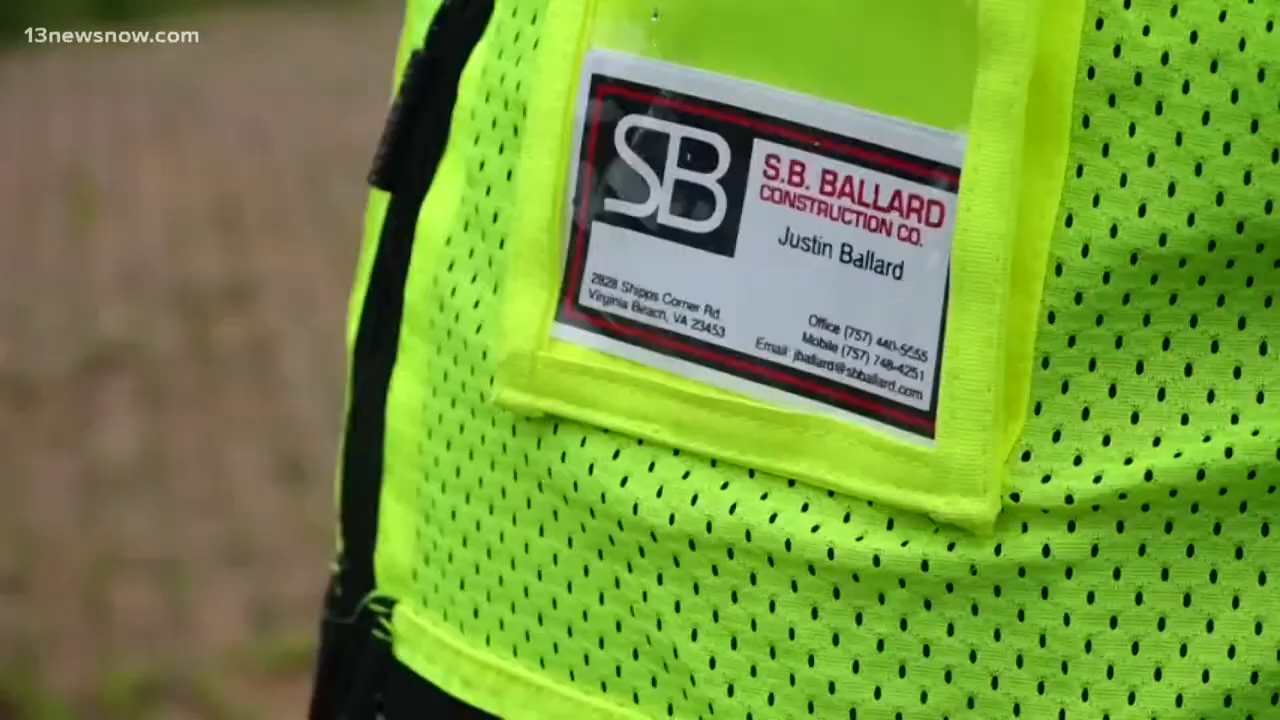 13newsnow.com
SB
S.B. BALLARD
CONSTRUCTION CO.
Justin Ballard
2828 Shipps Corner Rd.
Virginia Beach, VA 23453
Office (757) 440-5555
Mobile (757) 748-4251
Email: jballard@sbballard.com